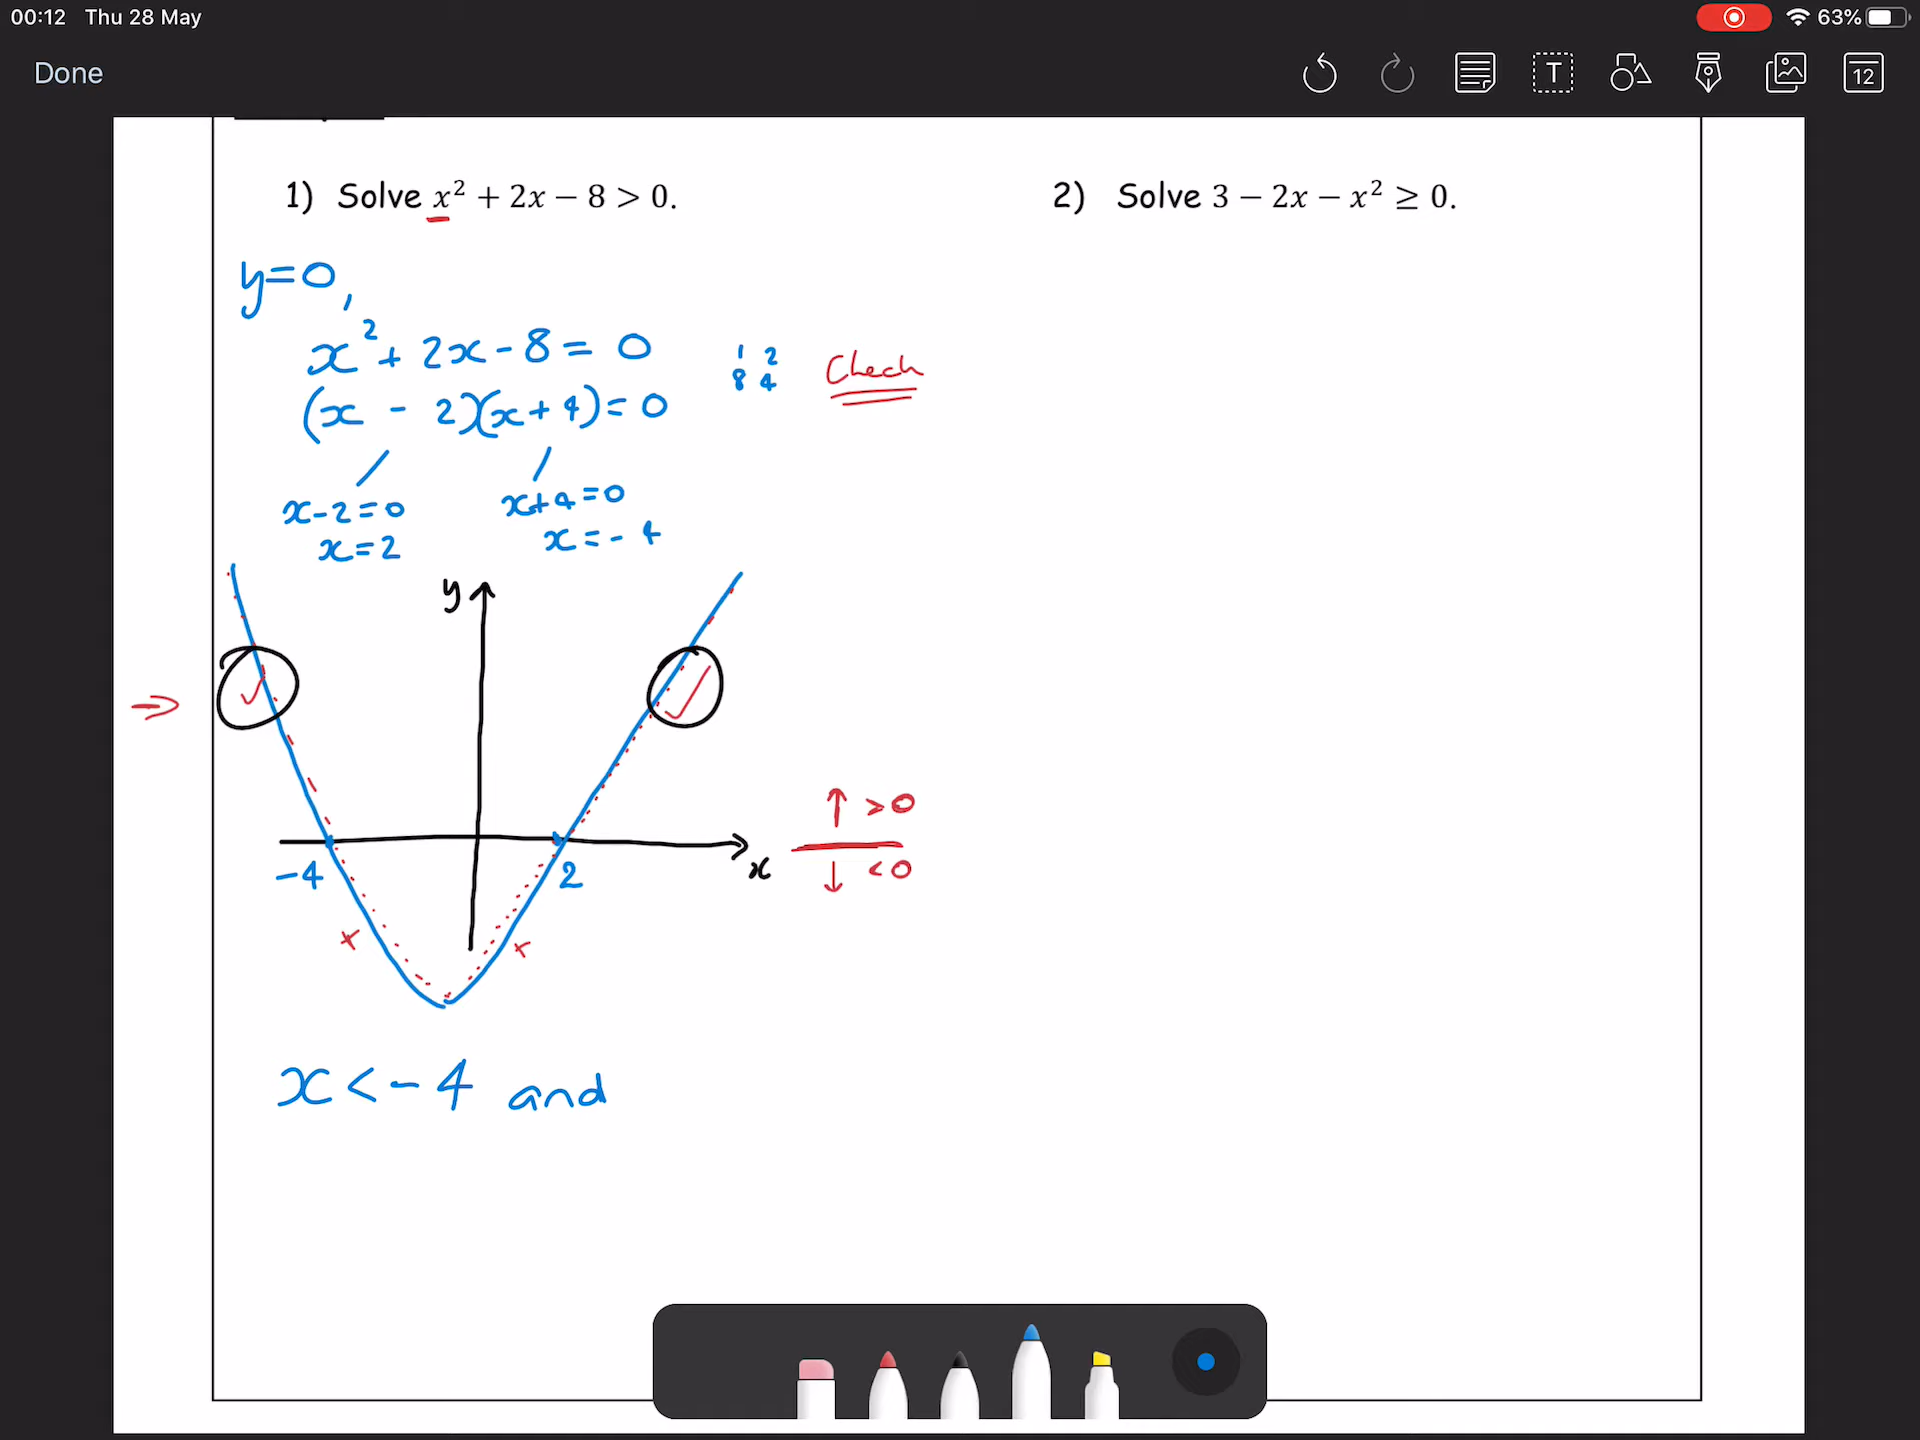 00:12 Thu 28 May
63%
Done
T
12
1) Solve x² + 2x − 8 > 0.
2) Solve 3 − 2x − x² ≥ 0.
y=0,
x² + 2x - 8 = 0
1 2
8 4
Check
(x - 2)(x + 4) = 0
x-2=0
x+4=0
x=2
x=-4
y
↑ >0
-4
2
x
↓ <0
x < -4 and